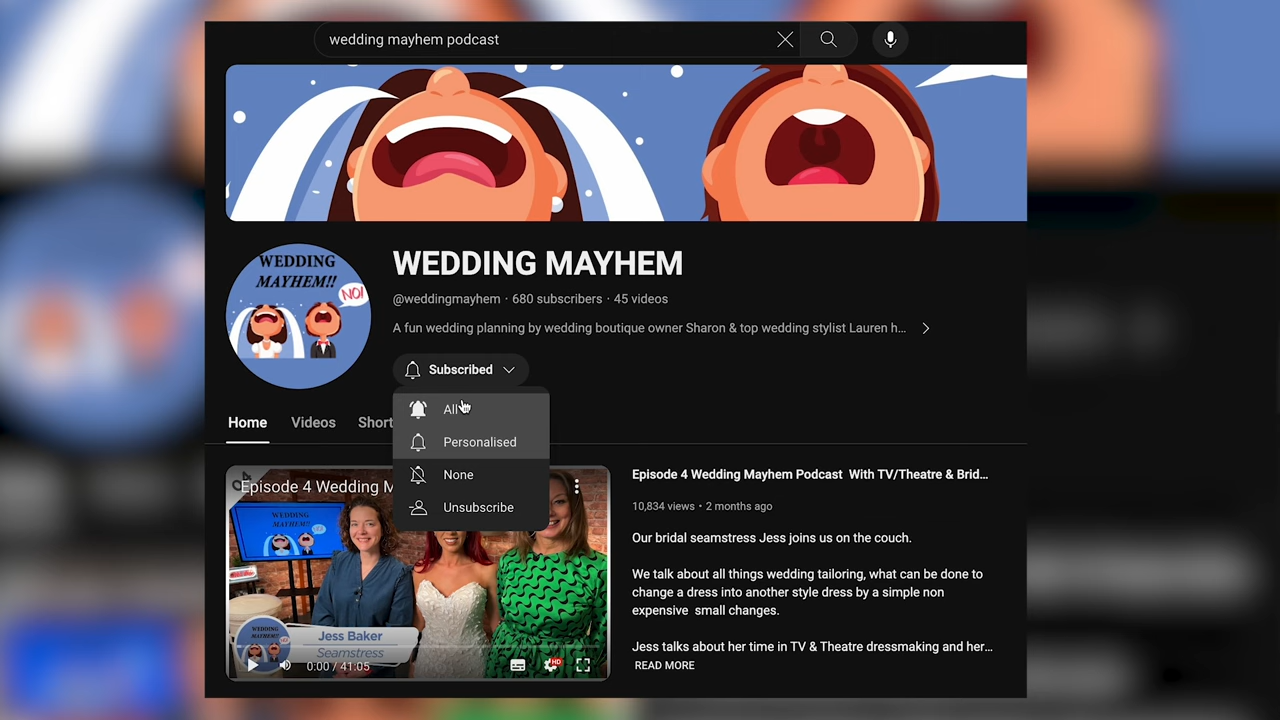 wedding mayhem podcast
WEDDING
MAYHEM!!
NO!
WEDDING MAYHEM
@weddingmayhem · 680 subscribers · 45 videos
A fun wedding planning by wedding boutique owner Sharon & top wedding stylist Lauren h...
Subscribed
All
Personalised
None
Unsubscribe
Home
Videos
Short
Episode 4 Wedding M
WEDDING
MAYHEM!!
WEDDING
MAYHEM!!
Jess Baker
Seamstress
0:00 / 41:05
HD
Episode 4 Wedding Mayhem Podcast With TV/Theatre & Brid...
10,834 views · 2 months ago
Our bridal seamstress Jess joins us on the couch.
We talk about all things wedding tailoring, what can be done to
change a dress into another style dress by a simple non
expensive small changes.
Jess talks about her time in TV & Theatre dressmaking and her...
READ MORE